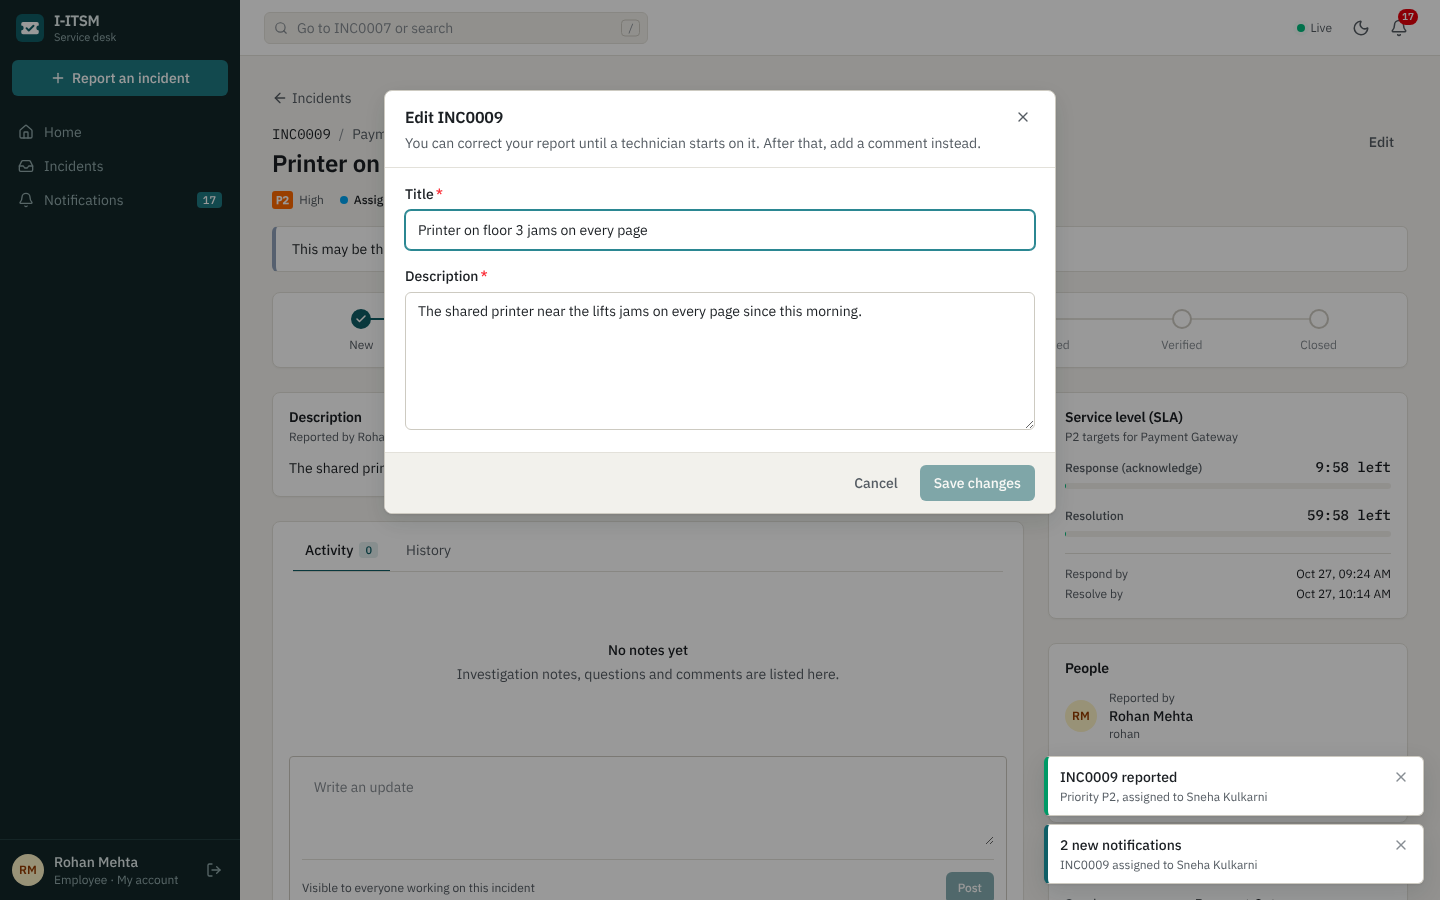 I-ITSM
Service desk
Go to INC0007 or search
/
Live
17
+ Report an incident
Home
Incidents
Notifications 17
← Incidents
INC0009 /
Edit
Printer on
P2 High
This may be
New
Verified
Closed
Edit INC0009
You can correct your report until a technician starts on it. After that, add a comment instead.
Title *
Printer on floor 3 jams on every page
Description *
The shared printer near the lifts jams on every page since this morning.
Cancel
Save changes
Description
Reported by
The shared
Activity 0
History
No notes yet
Investigation notes, questions and comments are listed here.
Write an update
Visible to everyone working on this incident
Post
Service level (SLA)
P2 targets for Payment Gateway
Response (acknowledge) 9:58 left
Resolution 59:58 left
Respond by Oct 27, 09:24 AM
Resolve by Oct 27, 10:14 AM
People
RM
Reported by
Rohan Mehta
rohan
INC0009 reported
Priority P2, assigned to Sneha Kulkarni
2 new notifications
INC0009 assigned to Sneha Kulkarni
RM
Rohan Mehta
Employee · My account